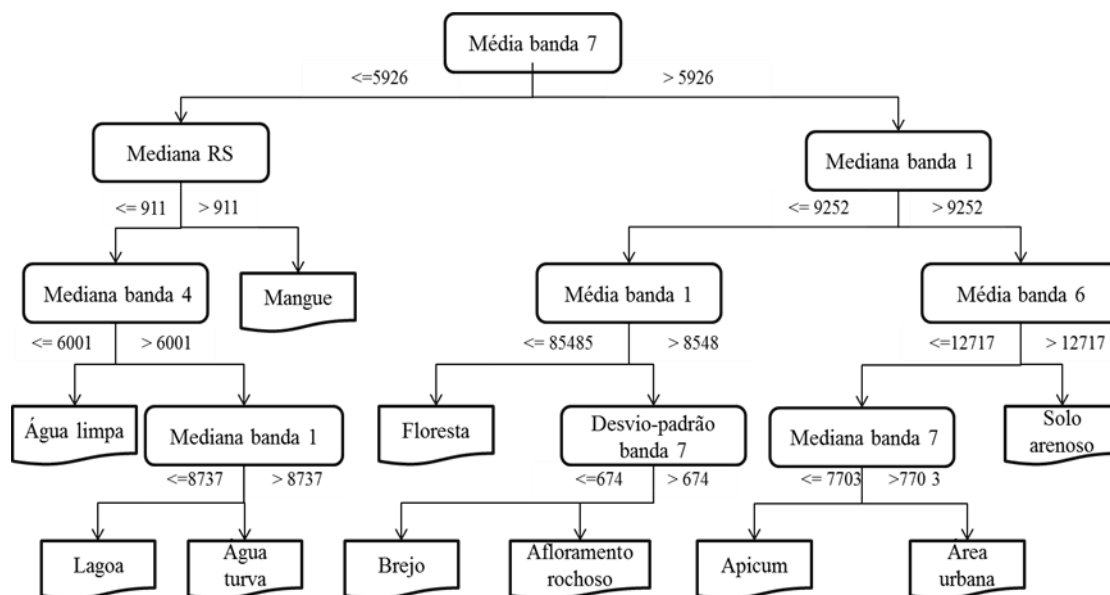 Média banda 7
<=5926
> 5926
Mediana RS
Mediana banda 1
<= 911
> 911
<= 9252
> 9252
Mediana banda 4
Mangue
Média banda 1
Média banda 6
<= 6001
> 6001
<= 85485
> 8548
<=12717
> 12717
Água limpa
Mediana banda 1
Floresta
Desvio-padrão
banda 7
Mediana banda 7
Solo
arenoso
<=8737
> 8737
<=674
> 674
<= 7703
>770 3
Lagoa
Água
turva
Brejo
Afloramento
rochoso
Apicum
Área
urbana